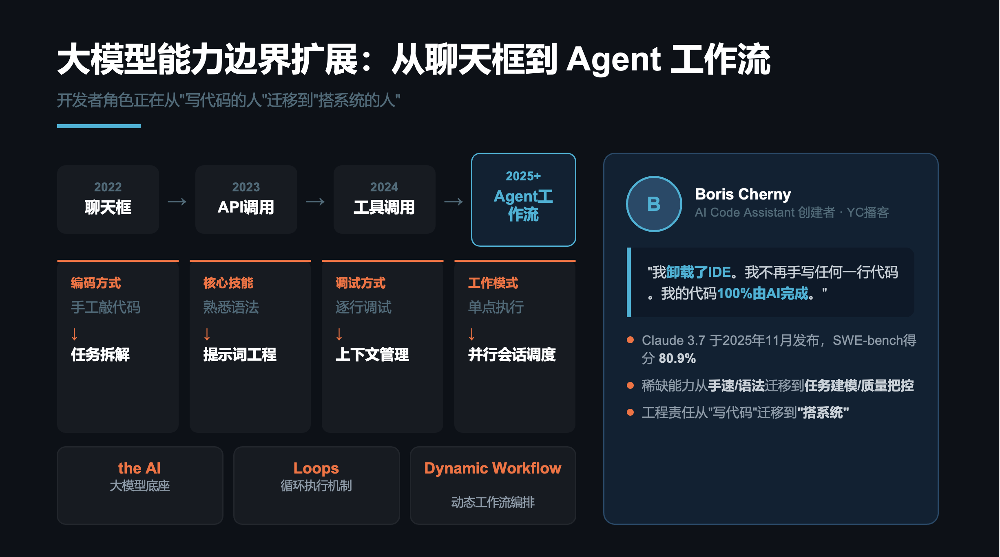 大模型能力边界扩展：从聊天框到 Agent 工作流
开发者角色正在从"写代码的人"迁移到"搭系统的人"
2022
聊天框
→
2023
API调用
→
2024
工具调用
→
2025+
Agent工
作流
编码方式
手工敲代码
↓
任务拆解
核心技能
熟悉语法
↓
提示词工程
调试方式
逐行调试
↓
上下文管理
工作模式
单点执行
↓
并行会话调度
the AI
大模型底座
Loops
循环执行机制
Dynamic Workflow
动态工作流编排
B
Boris Cherny
AI Code Assistant 创建者 · YC播客
"我卸载了IDE。我不再手写任何一行代码
。我的代码100%由AI完成。"
Claude 3.7 于2025年11月发布，SWE-bench得
分 80.9%
稀缺能力从手速/语法迁移到任务建模/质量把控
工程责任从"写代码"迁移到"搭系统"